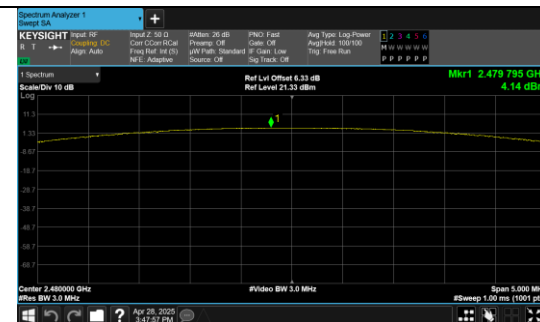 Spectrum Analyzer 1
Swept SA
+
KEYSIGHT
R T
Input: RF
Coupling: DC
Align: Auto
Input Z: 50 Ω
Corr CCorr RCal
Freq Ref: Int (S)
NFE: Adaptive
#Atten: 26 dB
Preamp: Off
µW Path: Standard
Source: Off
PNO: Fast
Gate: Off
IF Gain: Low
Sig Track: Off
Avg Type: Log-Power
Avg|Hold: 100/100
Trig: Free Run
1 2 3 4 5 6
M W W W W W
P P P P P P
1 Spectrum
Scale/Div 10 dB
Ref Lvl Offset 6.33 dB
Ref Level 21.33 dBm
Mkr1 2.479 795 GH
4.14 dB
Log
11.3
1.33
-8.67
-18.7
-28.7
-38.7
-48.7
-58.7
-68.7
1
Center 2.480000 GHz
#Res BW 3.0 MHz
#Video BW 3.0 MHz
Span 5.000 MH
#Sweep 1.00 ms (1001 pt
?
Apr 28, 2025
3:47:57 PM